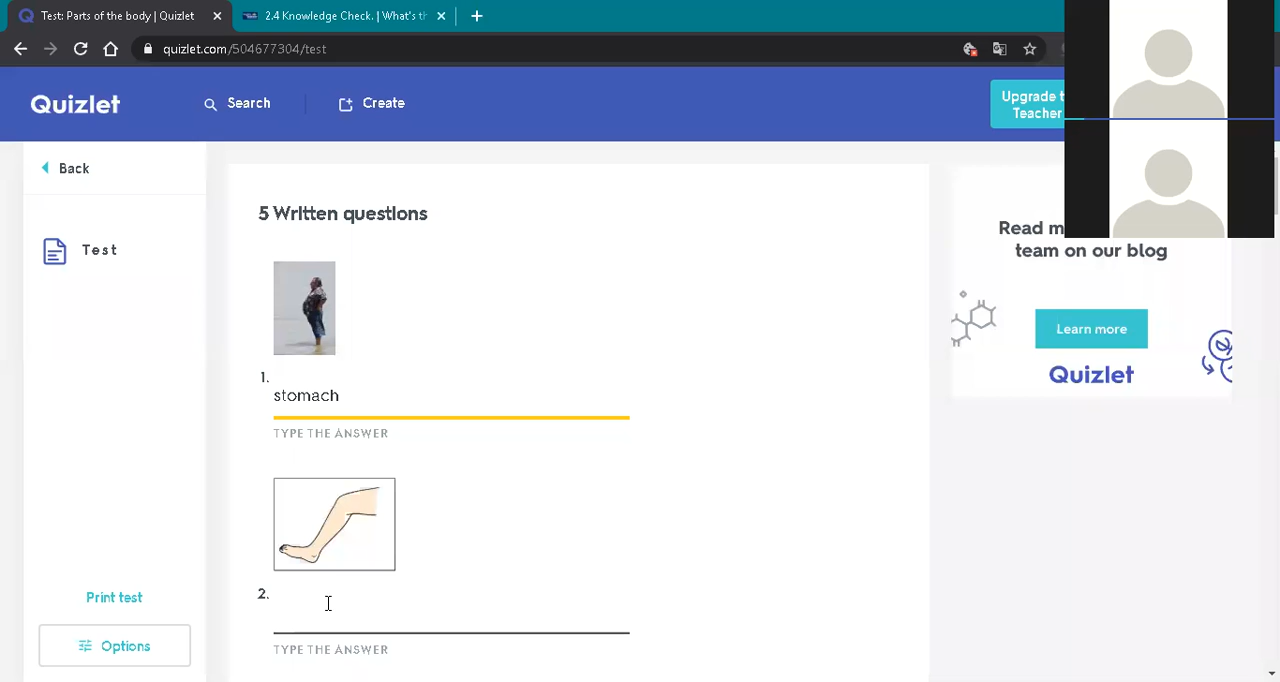 Test: Parts of the body | Quizlet
2.4 Knowledge Check. | What's th
quizlet.com/504677304/test
Quizlet
Search
Create
Upgrade t
Teacher
Back
Test
Print test
Options
5 Written questions
1.
stomach
TYPE THE ANSWER
2.
TYPE THE ANSWER
Read m
team on our blog
Learn more
Quizlet